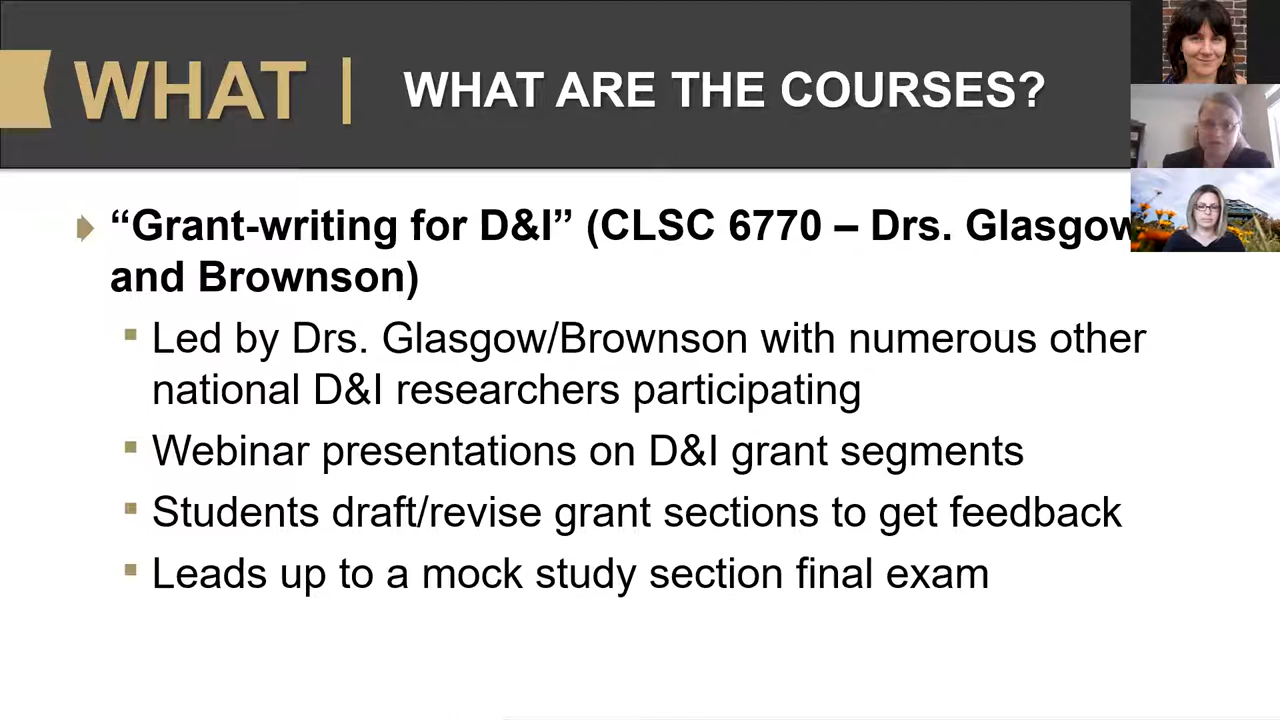 WHAT | WHAT ARE THE COURSES?
“Grant-writing for D&I” (CLSC 6770 – Drs. Glasgow
and Brownson)
Led by Drs. Glasgow/Brownson with numerous other
national D&I researchers participating
Webinar presentations on D&I grant segments
Students draft/revise grant sections to get feedback
Leads up to a mock study section final exam